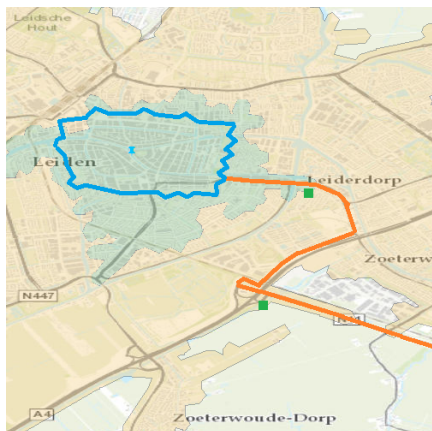 Leidsche
Hout
Leiden
Leiderdorp
Zoeterw
N447
A4
Zoeterwoude-Dorp